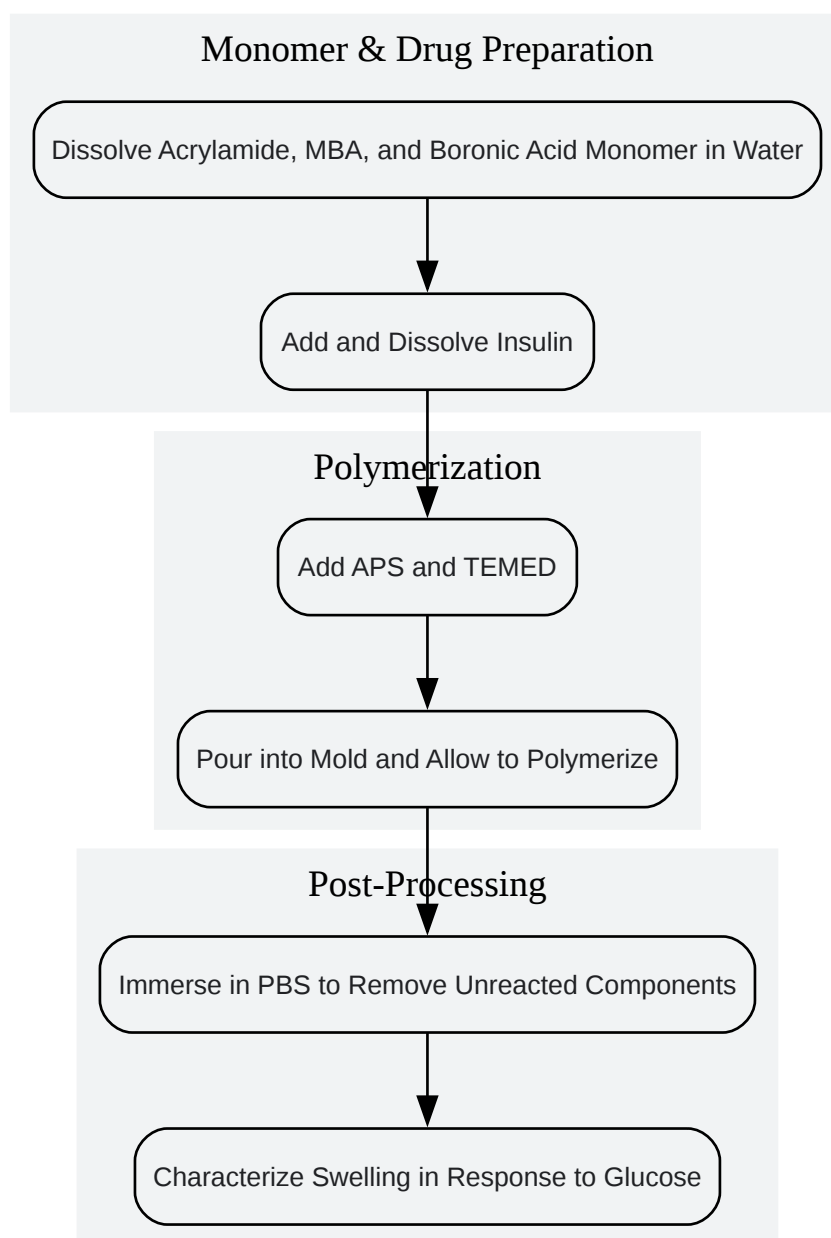 Monomer & Drug Preparation
Dissolve Acrylamide, MBA, and Boronic Acid Monomer in Water
Add and Dissolve Insulin
Polymerization
Add APS and TEMED
Pour into Mold and Allow to Polymerize
Post-Processing
Immerse in PBS to Remove Unreacted Components
Characterize Swelling in Response to Glucose